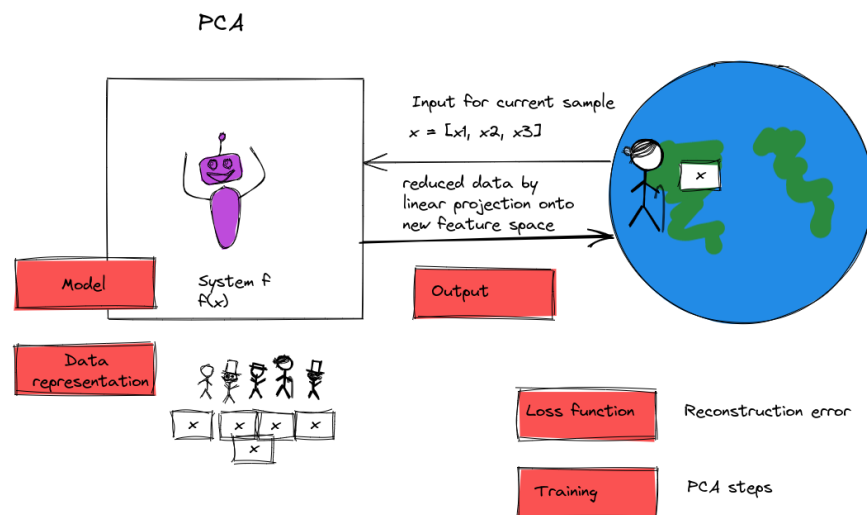 PCA
Input for current sample
x = [x1, x2, x3]
x
reduced data by
linear projection onto
new feature space
System f
f(x)
Model
Output
Data
representation
x x x x
x
Loss function
Reconstruction error
Training
PCA steps